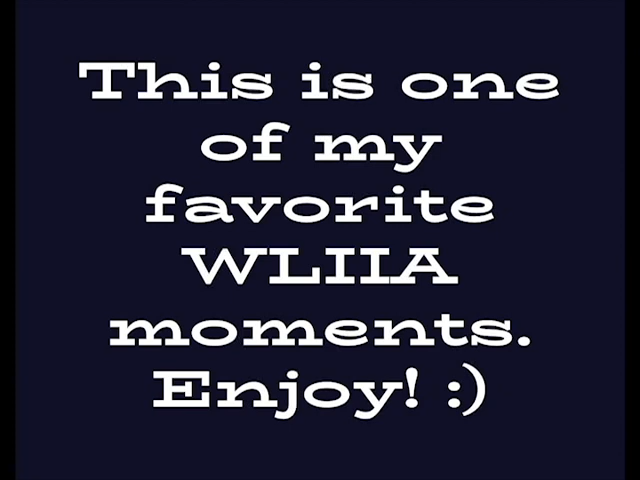 This is one
of my
favorite
WLIIA
moments.
Enjoy! :)